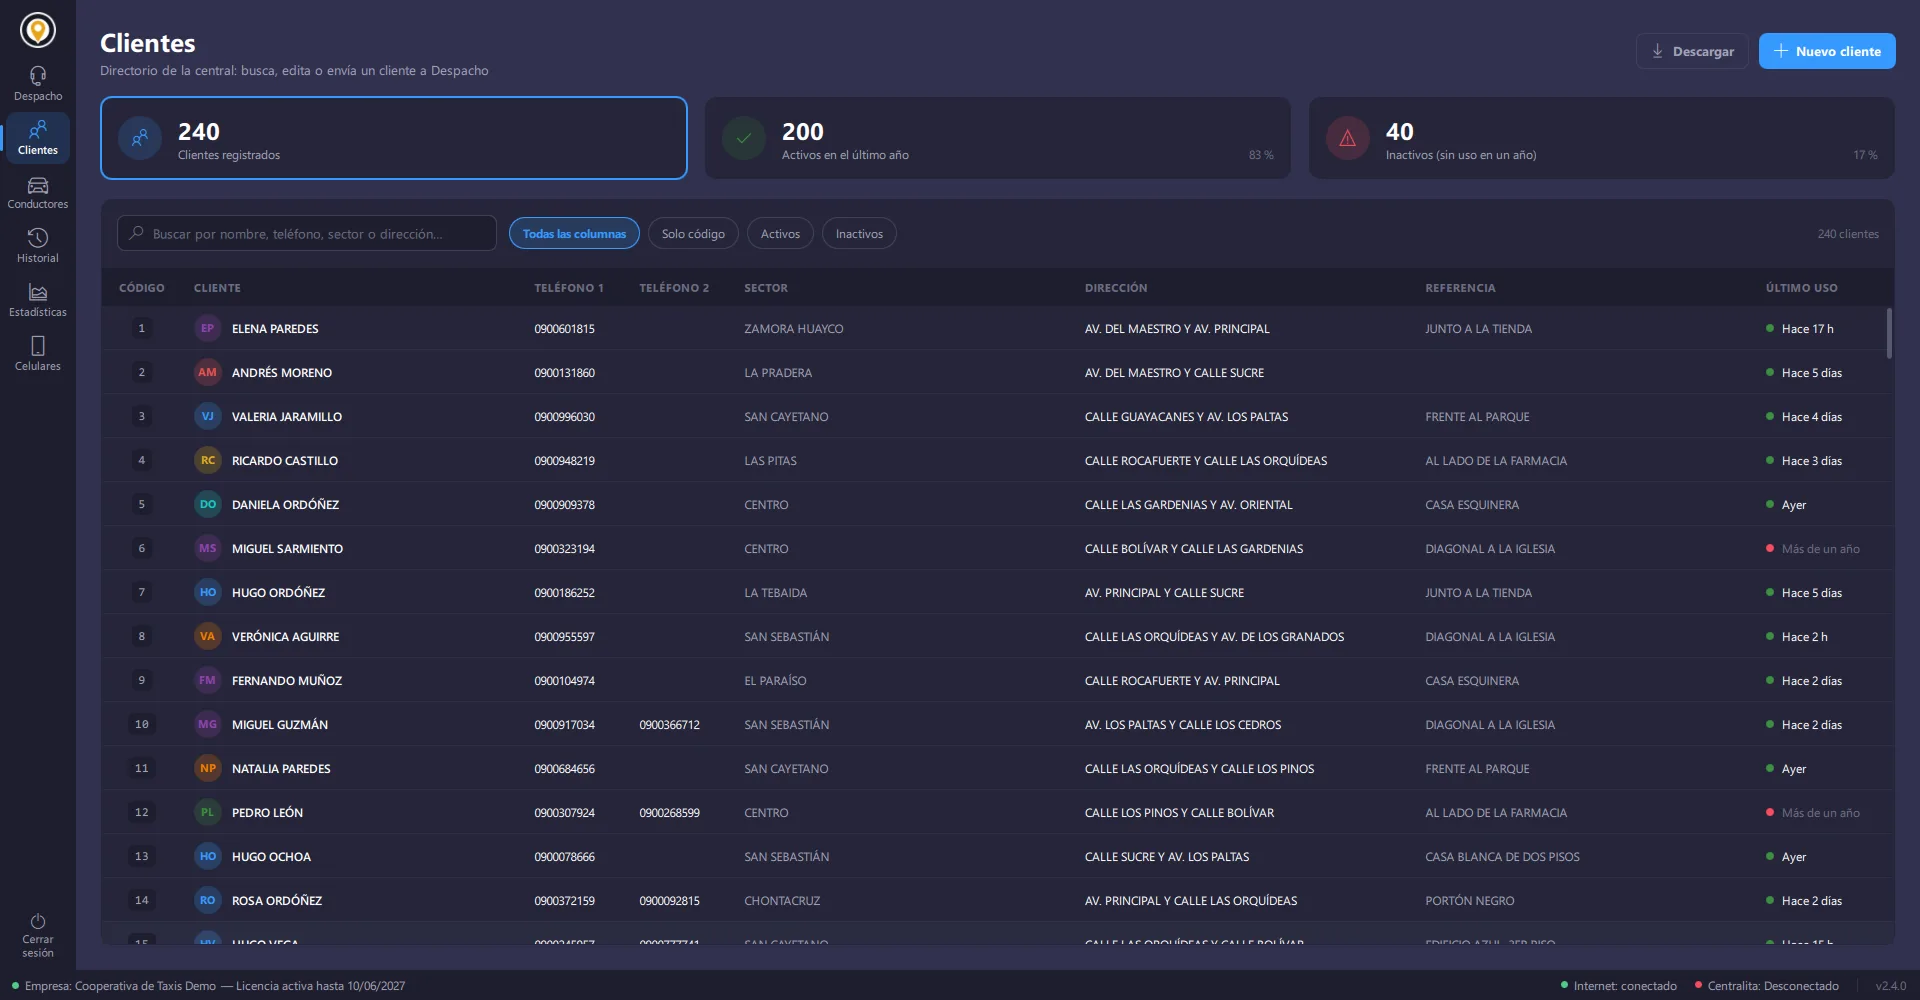 Despacho
Clientes
Conductores
Historial
Estadísticas
Celulares
Cerrar
sesión
Clientes
Directorio de la central: busca, edita o envía un cliente a Despacho
Descargar
Nuevo cliente
240
Clientes registrados
200
Activos en el último año
83 %
40
Inactivos (sin uso en un año)
17 %
Buscar por nombre, teléfono, sector o dirección...
Todas las columnas
Solo código
Activos
Inactivos
240 clientes
CÓDIGO CLIENTE TELÉFONO 1 TELÉFONO 2 SECTOR DIRECCIÓN REFERENCIA ÚLTIMO USO
1 EP ELENA PAREDES 0900601815 ZAMORA HUAYCO AV. DEL MAESTRO Y AV. PRINCIPAL JUNTO A LA TIENDA Hace 17 h
2 AM ANDRÉS MORENO 0900131860 LA PRADERA AV. DEL MAESTRO Y CALLE SUCRE Hace 5 días
3 VJ VALERIA JARAMILLO 0900996030 SAN CAYETANO CALLE GUAYACANES Y AV. LOS PALTAS FRENTE AL PARQUE Hace 4 días
4 RC RICARDO CASTILLO 0900948219 LAS PITAS CALLE ROCAFUERTE Y CALLE LAS ORQUÍDEAS AL LADO DE LA FARMACIA Hace 3 días
5 DO DANIELA ORDÓÑEZ 0900909378 CENTRO CALLE LAS GARDENIAS Y AV. ORIENTAL CASA ESQUINERA Ayer
6 MS MIGUEL SARMIENTO 0900323194 CENTRO CALLE BOLÍVAR Y CALLE LAS GARDENIAS DIAGONAL A LA IGLESIA Más de un año
7 HO HUGO ORDÓÑEZ 0900186252 LA TEBAIDA AV. PRINCIPAL Y CALLE SUCRE JUNTO A LA TIENDA Hace 5 días
8 VA VERÓNICA AGUIRRE 0900955597 SAN SEBASTIÁN CALLE LAS ORQUÍDEAS Y AV. DE LOS GRANADOS DIAGONAL A LA IGLESIA Hace 2 h
9 FM FERNANDO MUÑOZ 0900104974 EL PARAÍSO CALLE ROCAFUERTE Y AV. PRINCIPAL CASA ESQUINERA Hace 2 días
10 MG MIGUEL GUZMÁN 0900917034 0900366712 SAN SEBASTIÁN AV. LOS PALTAS Y CALLE LOS CEDROS DIAGONAL A LA IGLESIA Hace 2 días
11 NP NATALIA PAREDES 0900684656 SAN CAYETANO CALLE LAS ORQUÍDEAS Y CALLE LOS PINOS FRENTE AL PARQUE Ayer
12 PL PEDRO LEÓN 0900307924 0900268599 CENTRO CALLE LOS PINOS Y CALLE BOLÍVAR AL LADO DE LA FARMACIA Más de un año
13 HO HUGO OCHOA 0900078666 SAN SEBASTIÁN CALLE SUCRE Y AV. LOS PALTAS CASA BLANCA DE DOS PISOS Ayer
14 RO ROSA ORDÓÑEZ 0900372159 0900092815 CHONTACRUZ AV. PRINCIPAL Y CALLE LAS ORQUÍDEAS PORTÓN NEGRO Hace 2 días
15 HV HUGO VEGA SAN CAYETANO CALLE LAS ORQUÍDEAS Y CALLE BOLÍVAR Hace 15 h
Empresa: Cooperativa de Taxis Demo — Licencia activa hasta 10/06/2027
Internet: conectado
Centralita: Desconectado
v2.4.0